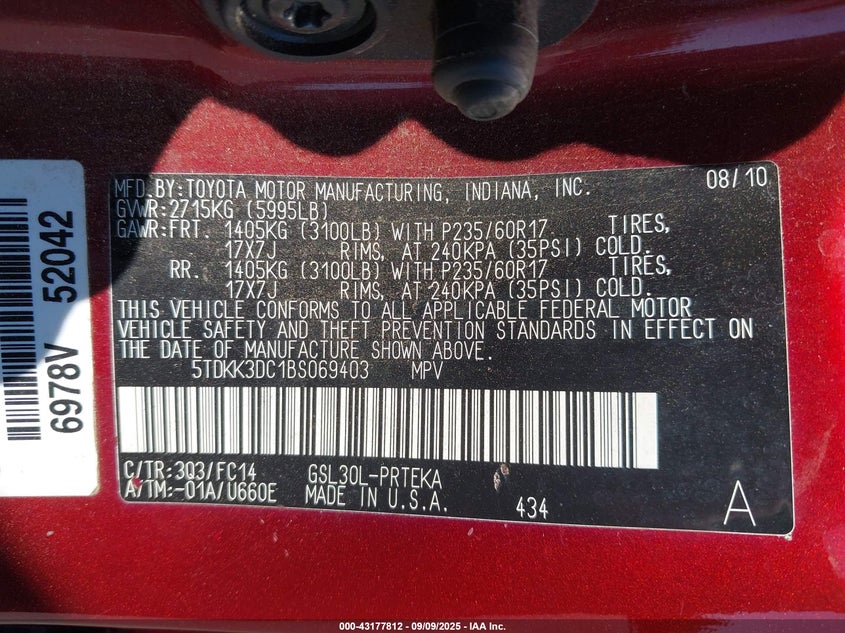 MFD.BY:TOYOTA MOTOR MANUFACTURING, INDIANA, INC. 08/10
GVWR:2715KG (5995LB)
GAWR:FRT. 1405KG (3100LB) WITH P235/60R17 TIRES,
17X7J RIMS, AT 240KPA (35PSI) COLD.
RR. 1405KG (3100LB) WITH P235/60R17 TIRES,
17X7J RIMS, AT 240KPA (35PSI) COLD.
THIS VEHICLE CONFORMS TO ALL APPLICABLE FEDERAL MOTOR
VEHICLE SAFETY AND THEFT PREVENTION STANDARDS IN EFFECT ON
THE DATE OF MANUFACTURE SHOWN ABOVE.
5TDKK3DC1BS069403 MPV
C/TR:3Q3/FC14 GSL30L-PRTEKA
A/TM:-01A/U660E MADE IN U.S.A. 434 A
6978V 52042
000-43177812 - 09/09/2025 - IAA Inc.